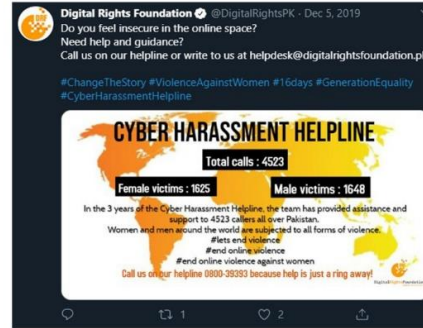 Digital Rights Foundation @DigitalRightsPK - Dec 5, 2019
Do you feel insecure in the online space?
Need help and guidance?
Call us on our helpline or write to us at helpdesk@digitalrightsfoundation.p
#ChangeTheStory #ViolenceAgainstWomen #16days #GenerationEquality
#CyberHarassmentHelpline
CYBER HARASSMENT HELPLINE
Total calls : 4523
Female victims : 1625 Male victims : 1648
In the 3 years of the Cyber Harassment Helpline, the team has provided assistance and
support to 4523 callers all over Pakistan.
Women and men around the world are subjected to all forms of violence.
#lets end violence
#end online violence
#end online violence against women
Call us on our helpline 0800-39393 because help is just a ring away!
DigitalRightsFoundation
1 2